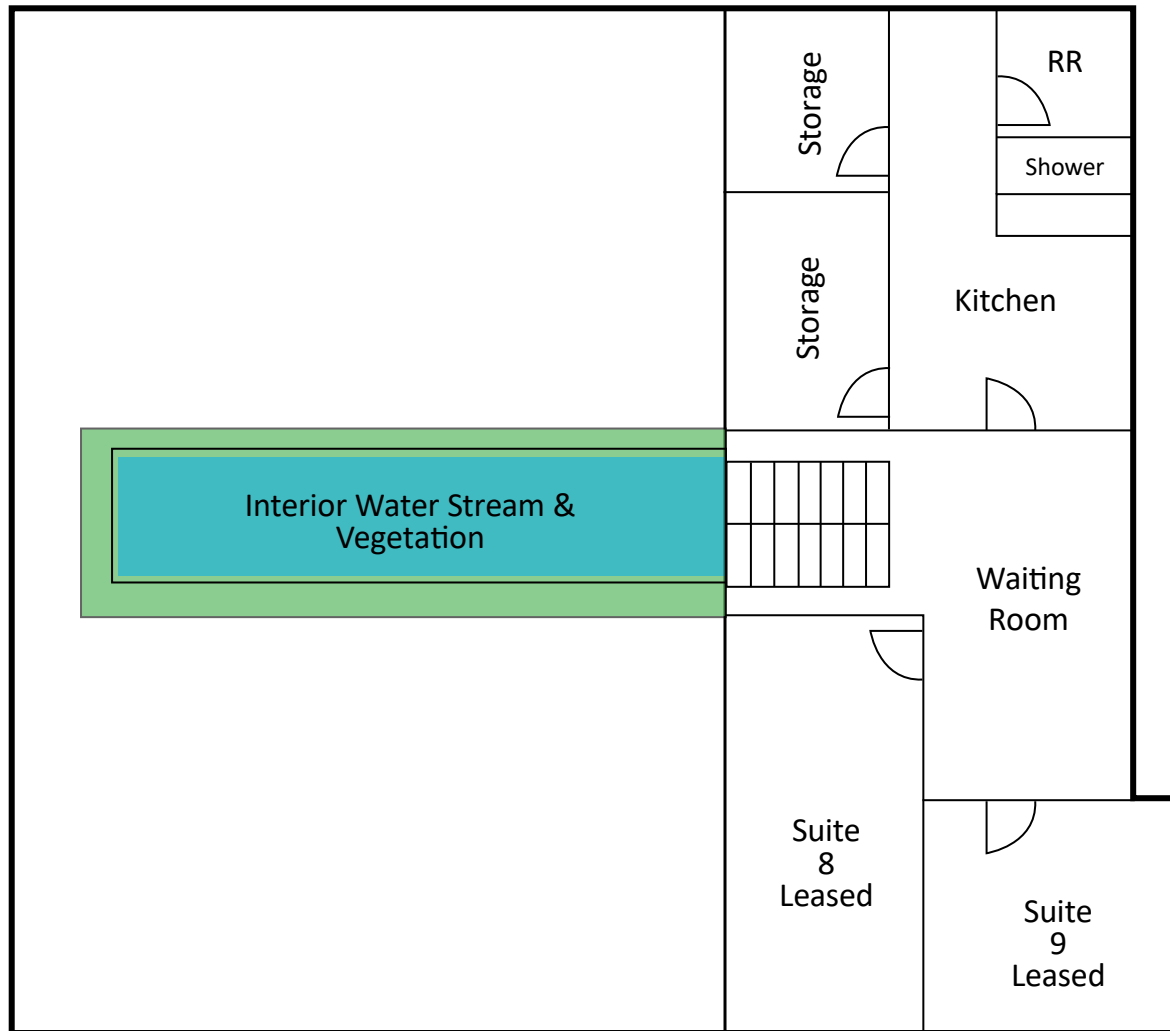 Storage
RR
Shower
Storage
Kitchen
Interior Water Stream &
Vegetation
Waiting
Room
Suite
8
Leased
Suite
9
Leased